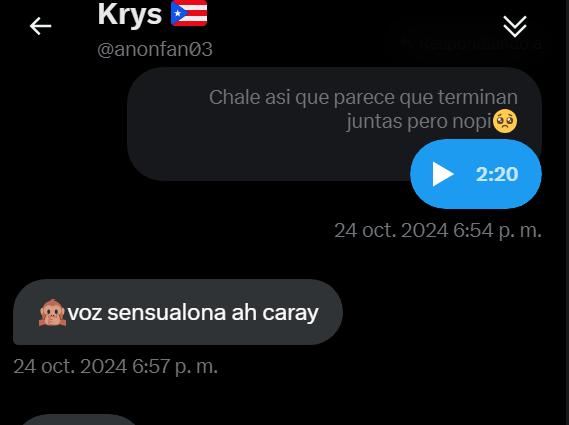 Krys 🇵🇷
@anonfan03
Respondiendo a
Chale asi que parece que terminan
juntas pero nopi🥺
2:20
24 oct. 2024 6:54 p. m.
🙈voz sensualona ah caray
24 oct. 2024 6:57 p. m.